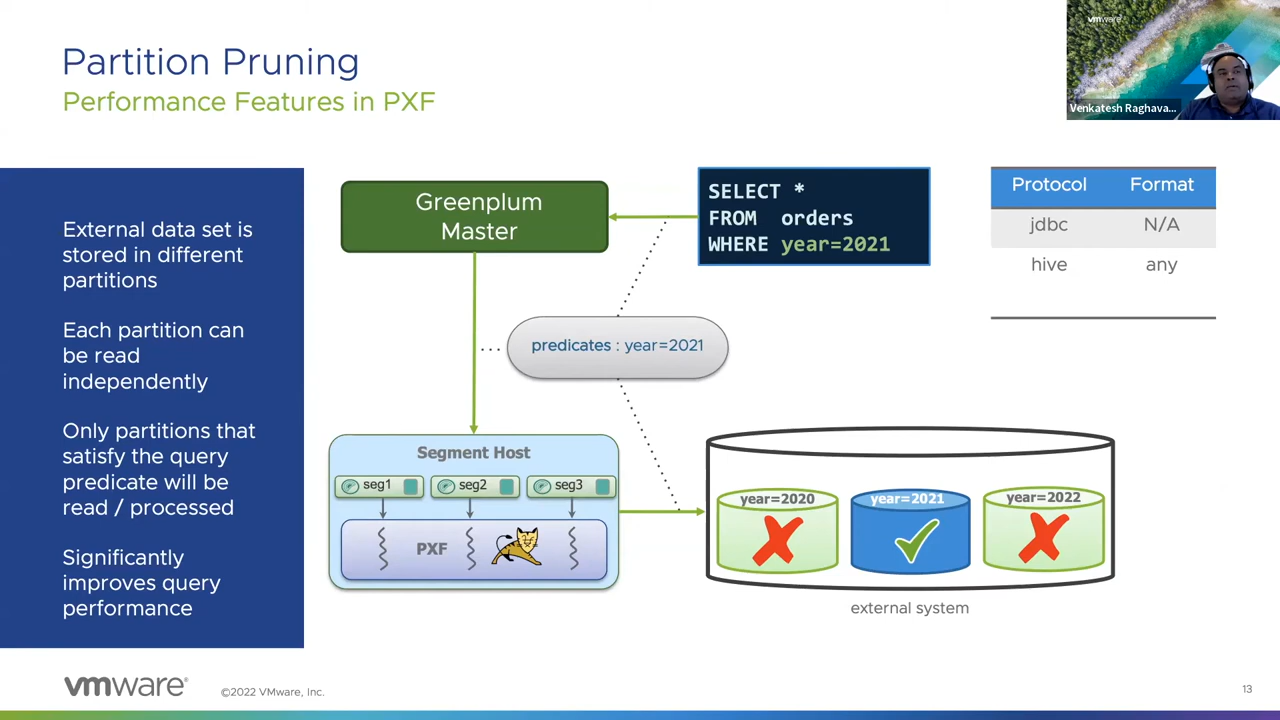 Partition Pruning
Performance Features in PXF
vmware
Venkatesh Raghava...
External data set is
stored in different
partitions
Each partition can
be read
independently
Only partitions that
satisfy the query
predicate will be
read / processed
Significantly
improves query
performance
Greenplum
Master
SELECT *
FROM orders
WHERE year=2021
Protocol Format
jdbc N/A
hive any
predicates : year=2021
Segment Host
seg1 seg2 seg3
PXF
year=2020 year=2021 year=2022
external system
vmware®
©2022 VMware, Inc.
13